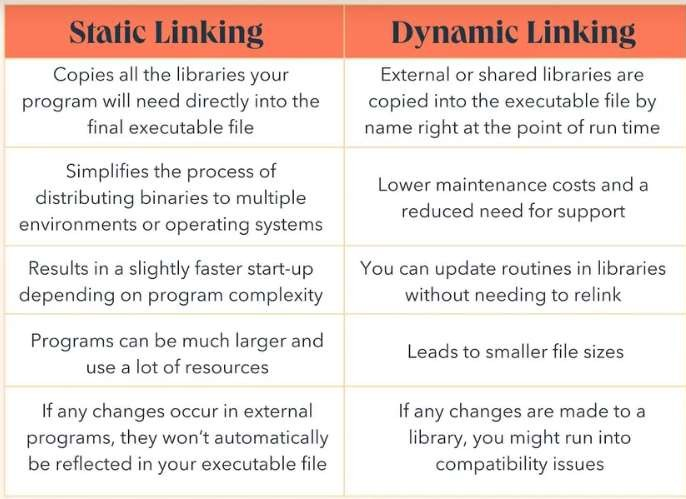 Static Linking
Dynamic Linking
Copies all the libraries your
program will need directly into the
final executable file
External or shared libraries are
copied into the executable file by
name right at the point of run time
Simplifies the process of
distributing binaries to multiple
environments or operating systems
Lower maintenance costs and a
reduced need for support
Results in a slightly faster start-up
depending on program complexity
You can update routines in libraries
without needing to relink
Programs can be much larger and
use a lot of resources
Leads to smaller file sizes
If any changes occur in external
programs, they won't automatically
be reflected in your executable file
If any changes are made to a
library, you might run into
compatibility issues